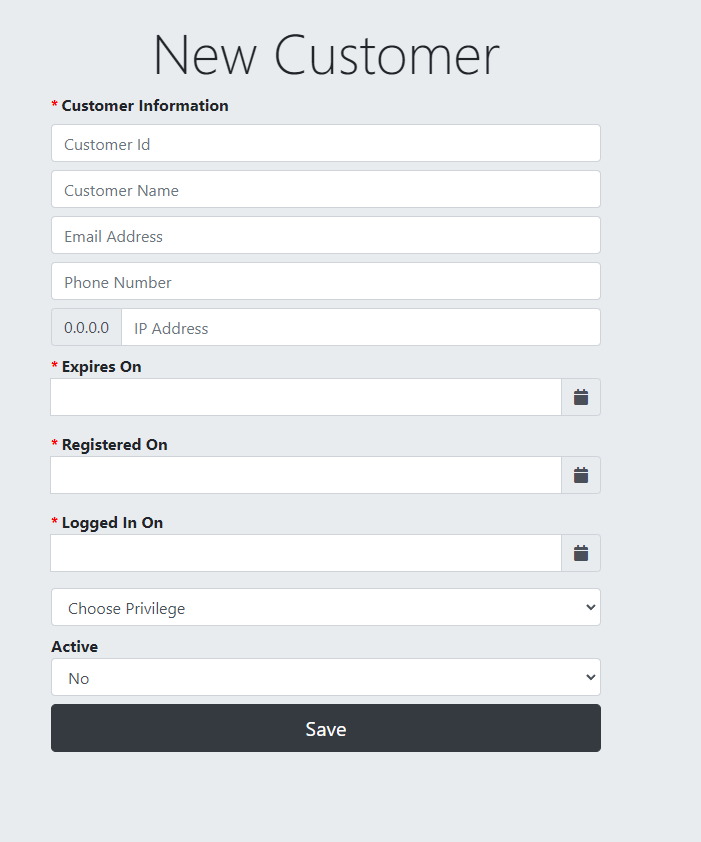 New Customer
* Customer Information
Customer Id
Customer Name
Email Address
Phone Number
0.0.0.0 IP Address
* Expires On
* Registered On
* Logged In On
Choose Privilege
Active
No
Save